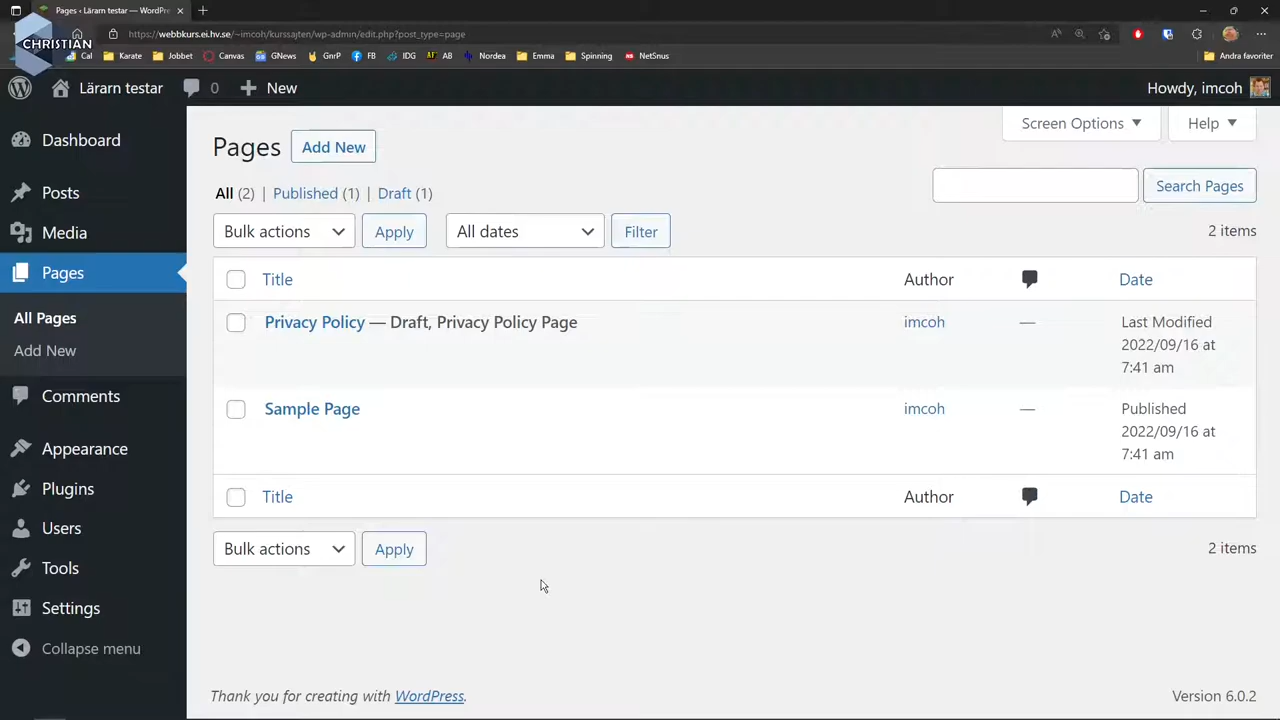 Pages ‹ Lärarn testar — WordPre
https://webbkurs.ei.hv.se/~imcoh/kurssajten/wp-admin/edit.php?post_type=page
CHRISTIAN
Cal Karate Jobbet Canvas GNews GnrP FB IDG AB Nordea Emma Spinning NetSnus Andra favoriter
Lärarn testar 0 New Howdy, imcoh
Screen Options Help
Dashboard
Posts
Media
Pages
All Pages
Add New
Comments
Appearance
Plugins
Users
Tools
Settings
Collapse menu
Pages Add New
All (2) | Published (1) | Draft (1)
Search Pages
Bulk actions Apply All dates Filter 2 items
Title Author Date
Privacy Policy — Draft, Privacy Policy Page imcoh — Last Modified
2022/09/16 at
7:41 am
Sample Page imcoh — Published
2022/09/16 at
7:41 am
Title Author Date
Bulk actions Apply 2 items
Thank you for creating with WordPress. Version 6.0.2